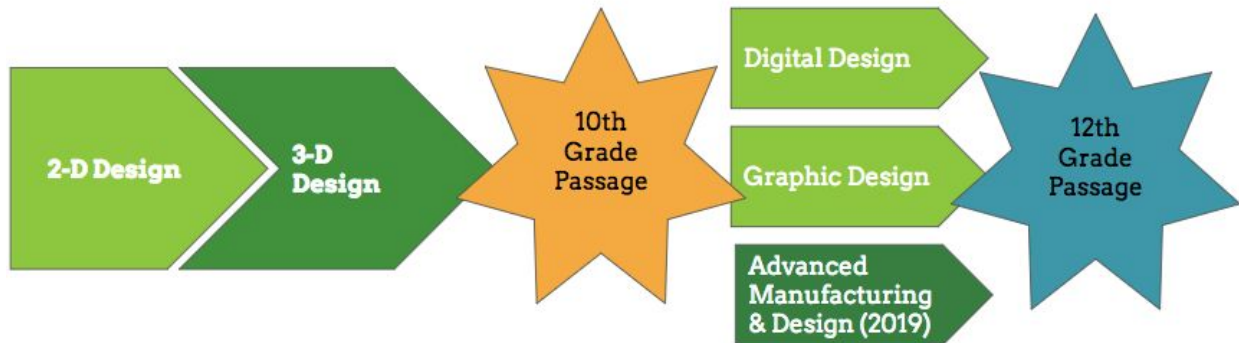 2-D Design
3-D
Design
10th
Grade
Passage
Digital Design
Graphic Design
Advanced
Manufacturing
& Design (2019)
12th
Grade
Passage